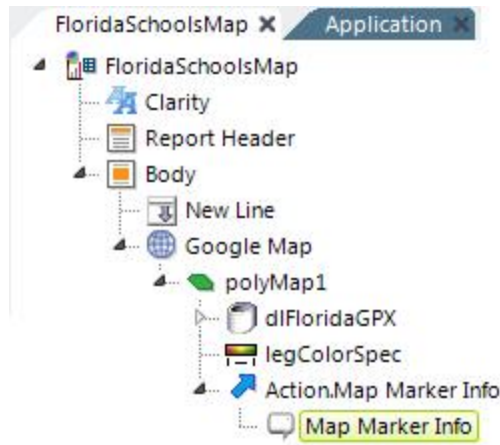 FloridaSchoolsMap Application
FloridaSchoolsMap
Clarity
Report Header
Body
New Line
Google Map
polyMap1
dlFloridaGPX
legColorSpec
Action.Map Marker Info
Map Marker Info